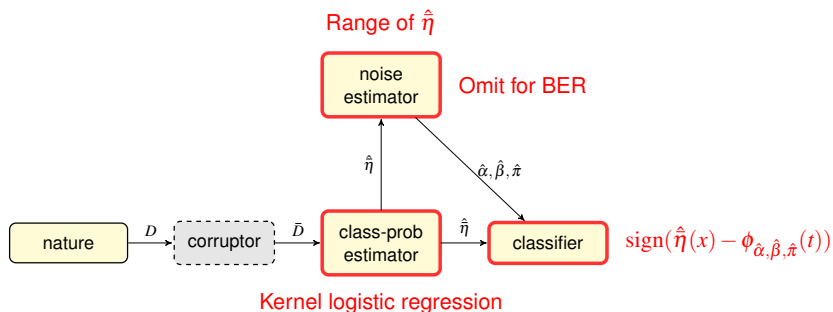 Range of $\hat{\bar{\eta}}$
noise
estimator
Omit for BER
$\hat{\bar{\eta}}$
$\hat{\alpha}, \hat{\beta}, \hat{\pi}$
nature
$D$
corruptor
$\bar{D}$
class-prob
estimator
$\hat{\bar{\eta}}$
classifier
$\mathrm{sign}(\hat{\bar{\eta}}(x) - \phi_{\hat{\alpha},\hat{\beta},\hat{\pi}}(t))$
Kernel logistic regression